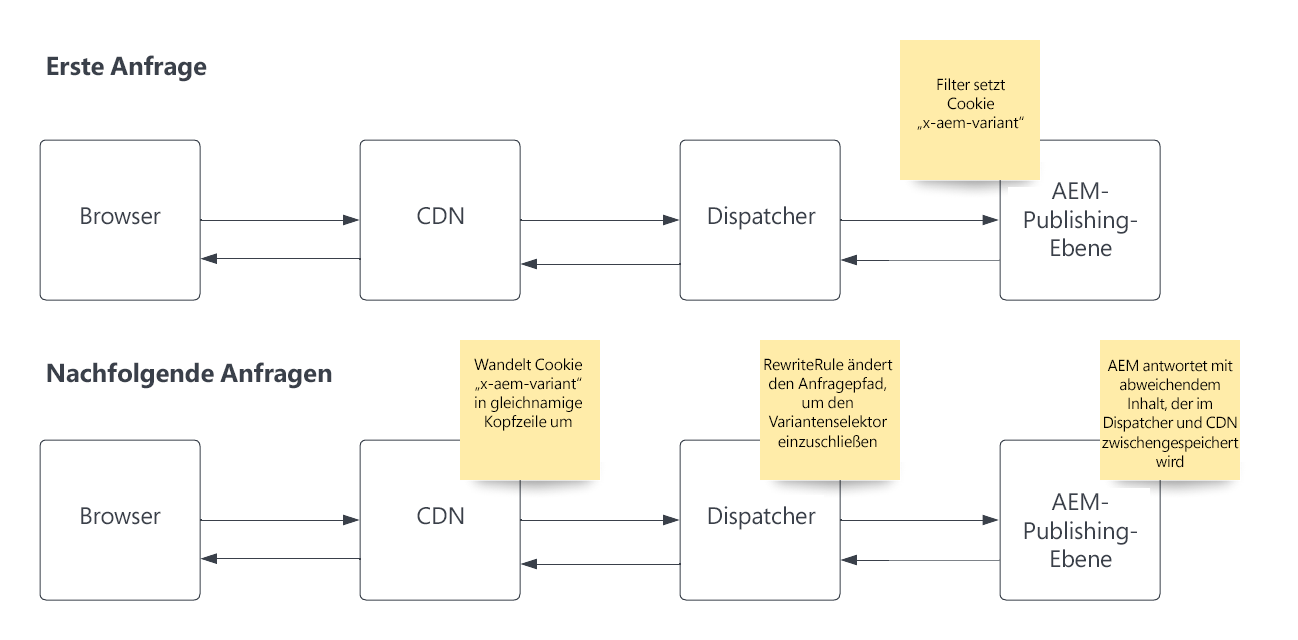 Erste Anfrage
Filter setzt
Cookie
„x-aem-variant“
Browser
CDN
Dispatcher
AEM-
Publishing-
Ebene
Nachfolgende Anfragen
Wandelt Cookie
„x-aem-variant“
in gleichnamige
Kopfzeile um
RewriteRule ändert
den Anfragepfad,
um den
Variantenselektor
einzuschließen
AEM antwortet mit
abweichendem
Inhalt, der im
Dispatcher und CDN
zwischengespeichert
wird
Browser
CDN
Dispatcher
AEM-
Publishing-
Ebene